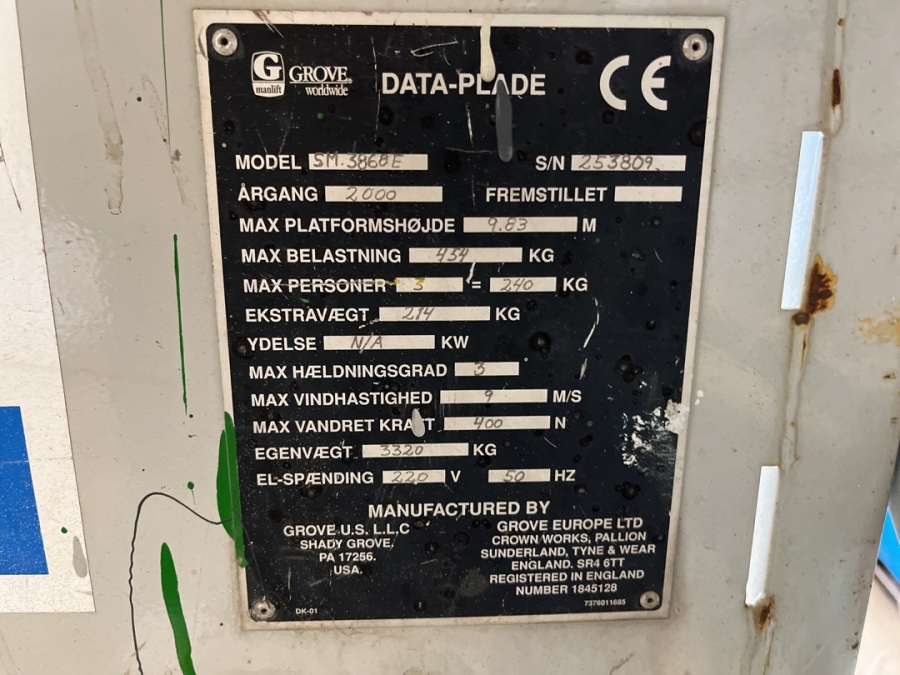 G GROVE® DATA-PLADE CE
manlift worldwide
MODEL SM.3868E S/N 253809
ÅRGANG 2000 FREMSTILLET
MAX PLATFORMSHØJDE 9.83 M
MAX BELASTNING 454 KG
MAX PERSONER 3 = 240 KG
EKSTRAVÆGT 214 KG
YDELSE N/A KW
MAX HÆLDNINGSGRAD 3
MAX VINDHASTIGHED 9 M/S
MAX VANDRET KRAFT 400 N
EGENVÆGT 3320 KG
EL-SPÆNDING 220 V 50 HZ
MANUFACTURED BY
GROVE U.S. L.L.C
SHADY GROVE,
PA 17256.
USA.
GROVE EUROPE LTD
CROWN WORKS, PALLION
SUNDERLAND, TYNE & WEAR
ENGLAND. SR4 6TT
REGISTERED IN ENGLAND
NUMBER 1845128
DK-01 7376011685